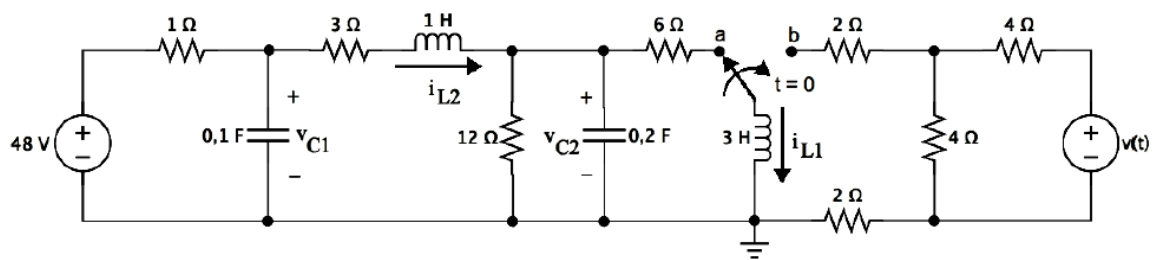 1 Ω 3 Ω 1 H 6 Ω a b 2 Ω 4 Ω
i_L2 t = 0
48 V + − 0,1 F + v_C1 − 12 Ω + v_C2 − 0,2 F 3 H i_L1 4 Ω + − v(t)
2 Ω